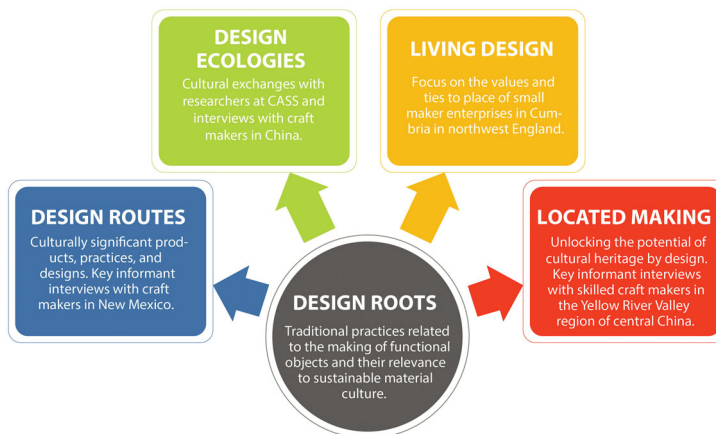 DESIGN
ECOLOGIES
Cultural exchanges with
researchers at CASS and
interviews with craft
makers in China.
LIVING DESIGN
Focus on the values and
ties to place of small
maker enterprises in Cum-
bria in northwest England.
DESIGN ROUTES
Culturally significant prod-
ucts, practices, and
designs. Key informant
interviews with craft
makers in New Mexico.
DESIGN ROOTS
Traditional practices related
to the making of functional
objects and their relevance
to sustainable material
culture.
LOCATED MAKING
Unlocking the potential of
cultural heritage by design.
Key informant interviews
with skilled craft makers in
the Yellow River Valley
region of central China.